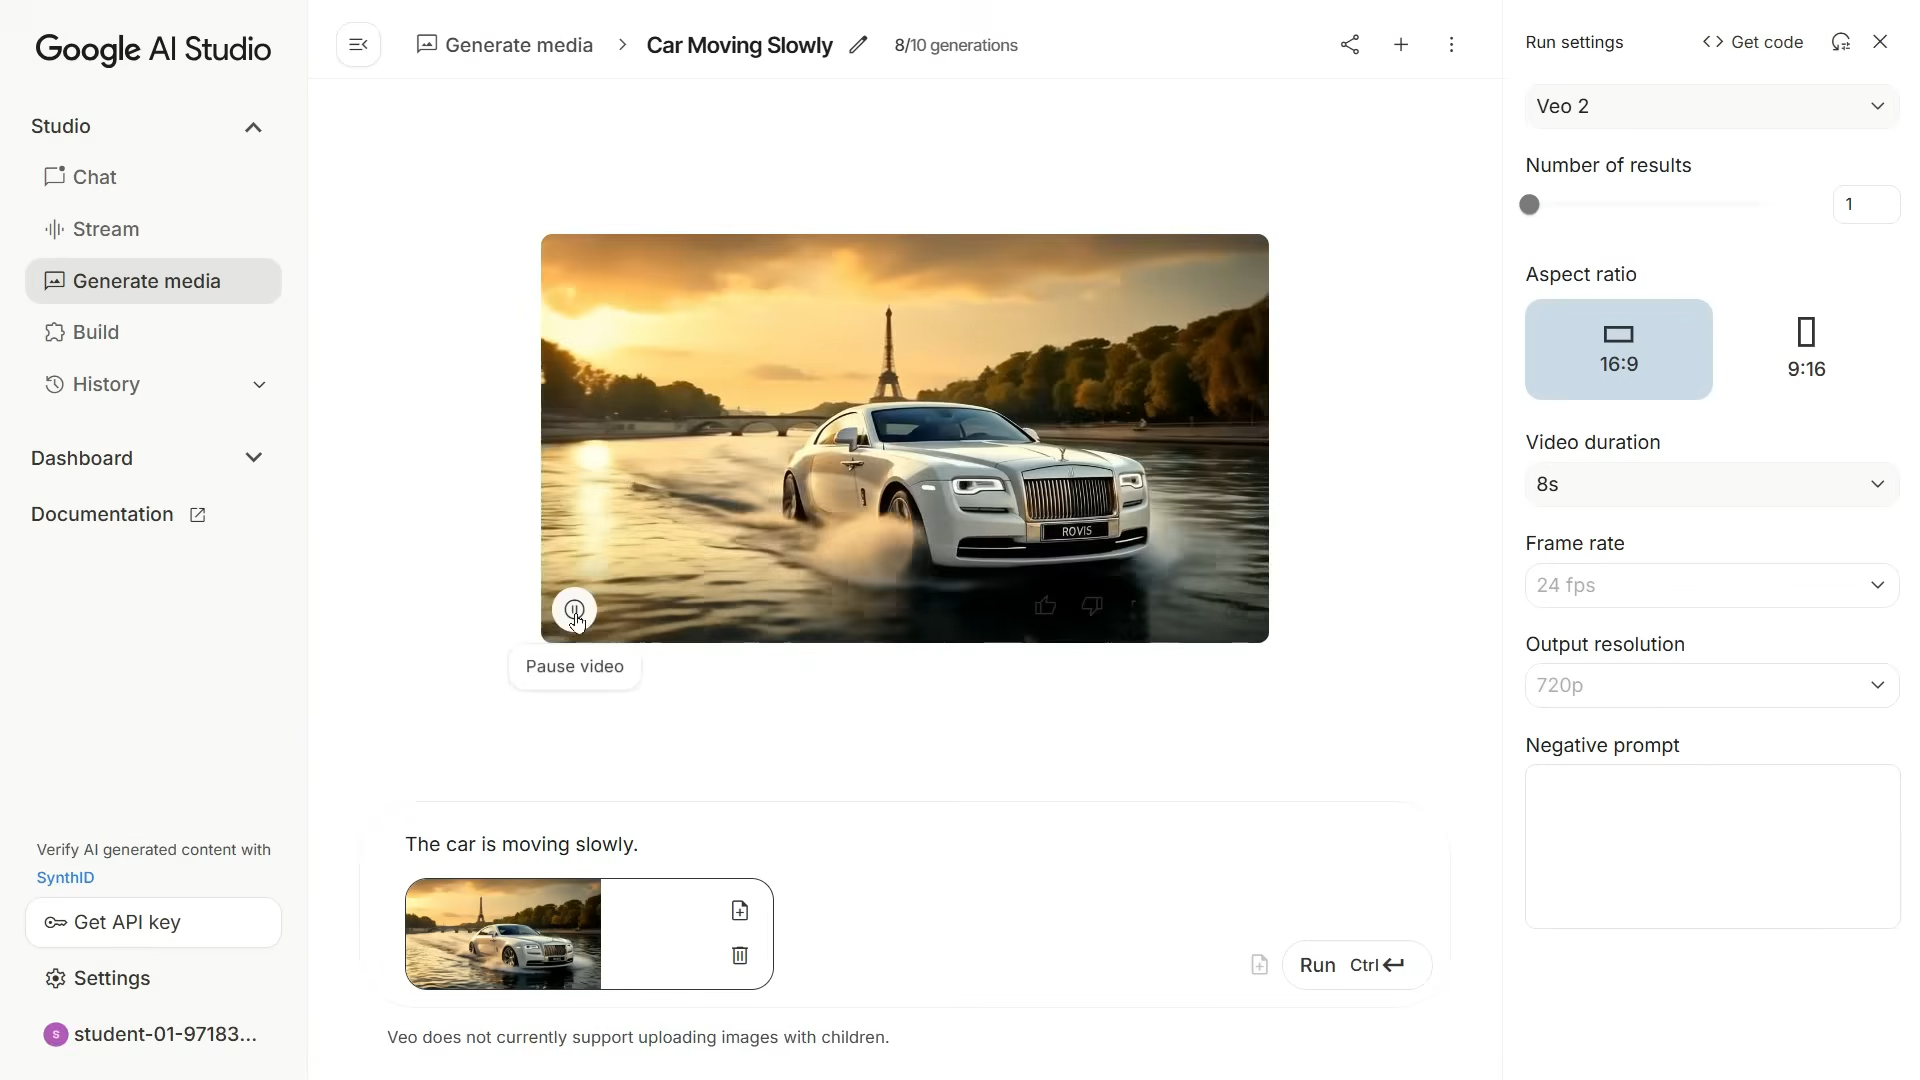 Google AI Studio
Studio
Chat
Stream
Generate media
Build
History
Dashboard
Documentation
Verify AI generated content with
SynthID
Get API key
Settings
S student-01-97183...
Generate media > Car Moving Slowly 8/10 generations
ROVIS
Pause video
The car is moving slowly.
Run Ctrl
Veo does not currently support uploading images with children.
Run settings
<> Get code
Veo 2
Number of results
1
Aspect ratio
16:9
9:16
Video duration
8s
Frame rate
24 fps
Output resolution
720p
Negative prompt